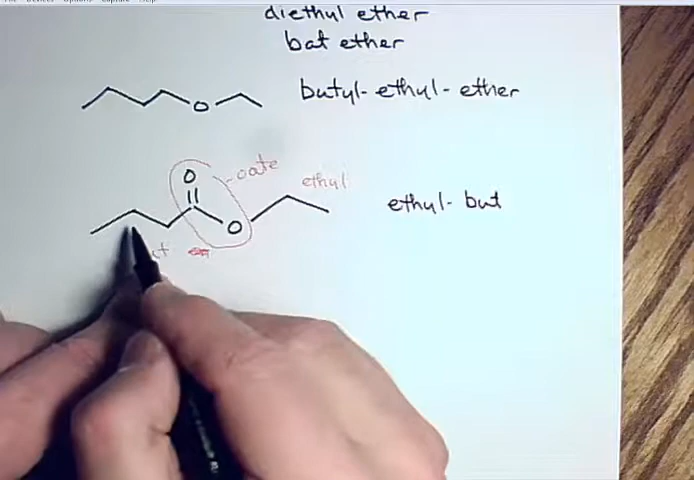 diethyl ether
bat ether
O
butyl-ethyl-ether
-oate
O
ethyl
O
ethyl-but